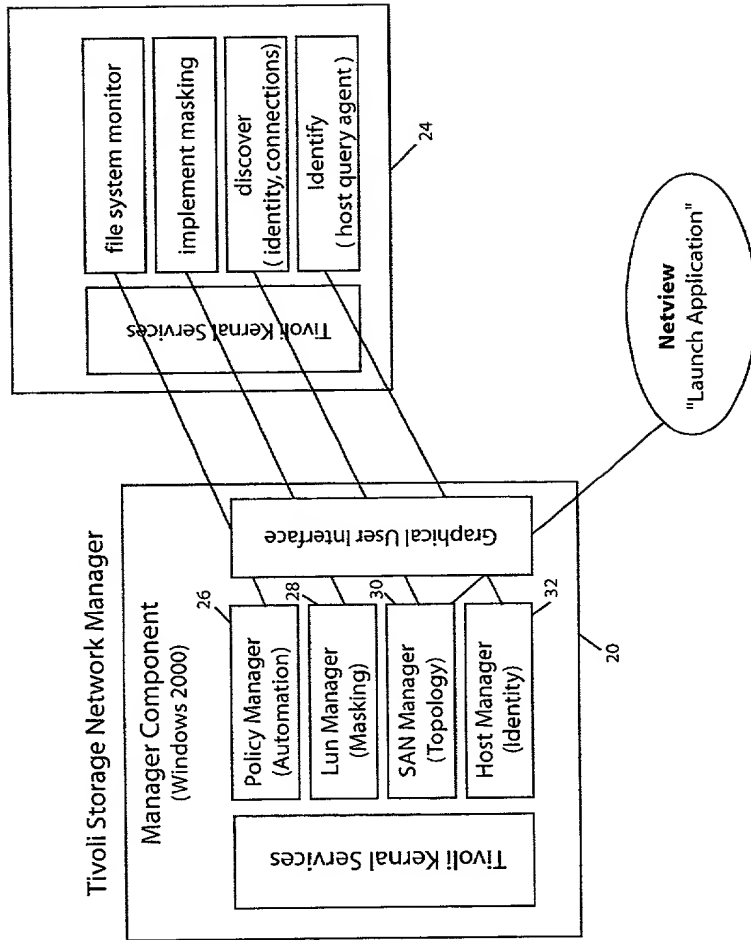 Tivoli Storage Network Manager
Manager Component
(Windows 2000)
Tivoli Kernal Services
Policy Manager
(Automation)
26
Lun Manager
(Masking)
28
SAN Manager
(Topology)
30
Host Manager
(Identity)
32
Graphical User Interface
20
Tivoli Kernal Services
file system monitor
implement masking
discover
( identity, connections)
Identify
( host query agent )
24
Netview
"Launch Application"